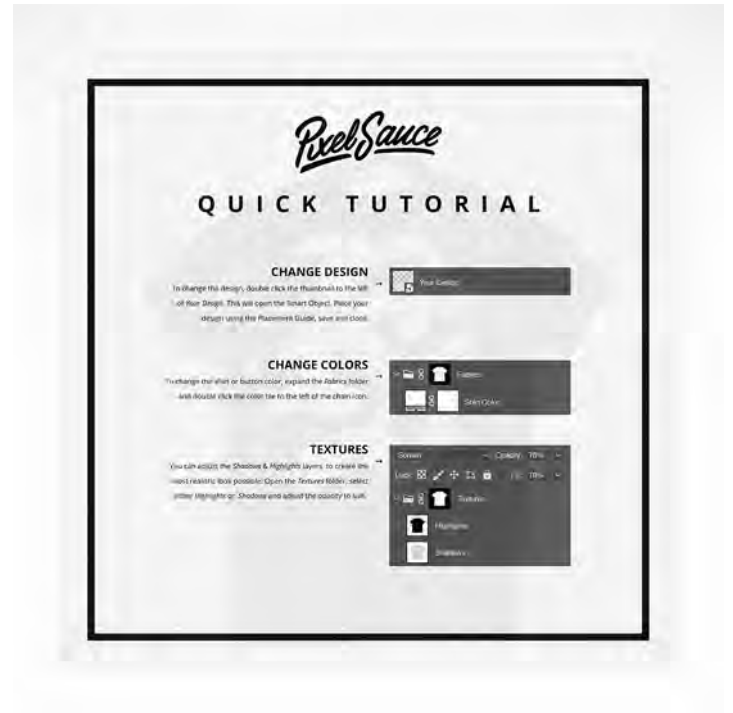 PixelSauce
QUICK TUTORIAL
CHANGE DESIGN
To change the design, double click the thumbnail to the left
of Your Design. This will open the Smart Object. Place your
design using the Placement Guide, save and close.
Your Design
CHANGE COLORS
To change the shirt or button color, expand the Fabrics folder
and double click the color tile to the left of the chain icon.
Fabrics
Shirt Color
TEXTURES
You can adjust the Shadows & Highlights layers, to create the
most realistic look possible. Open the Textures folder, select
either Highlights or Shadows and adjust the opacity to suit.
Screen Opacity: 70%
Lock: 70%
Textures
Highlights
Shadows